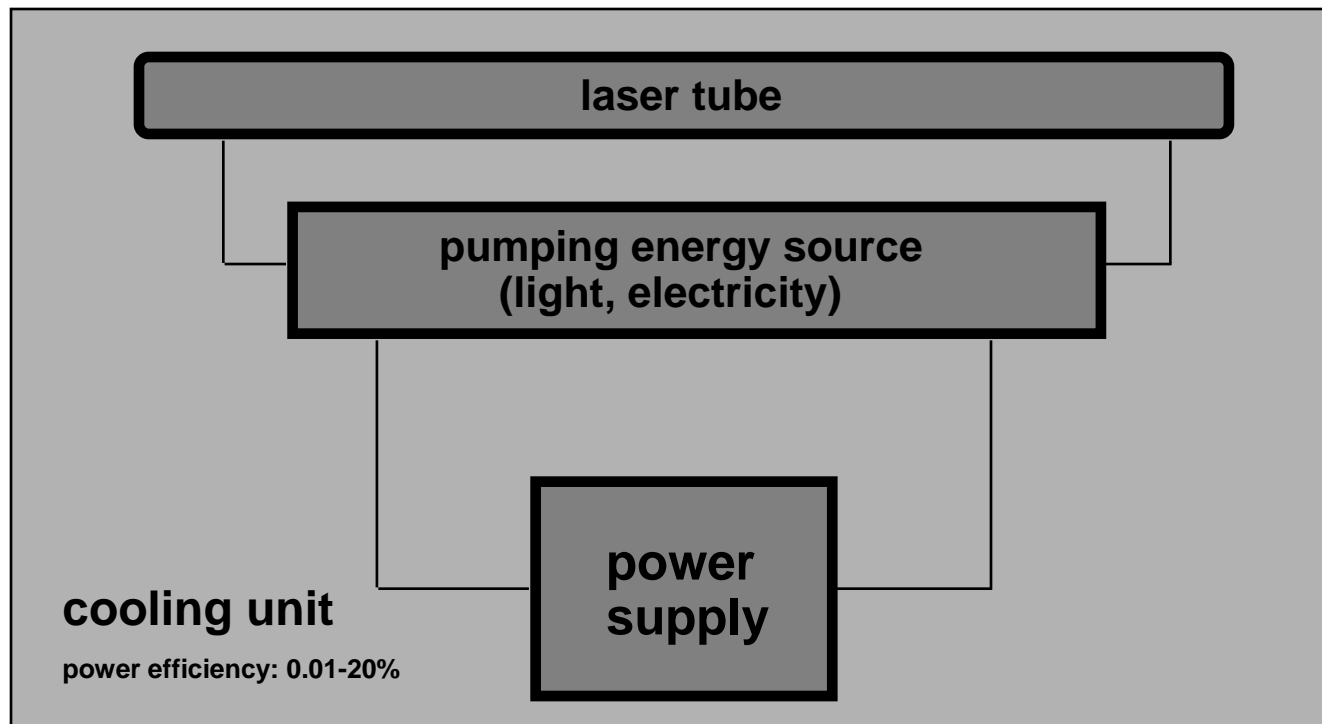 laser tube
pumping energy source
(light, electricity)
power
supply
cooling unit
power efficiency: 0.01-20%